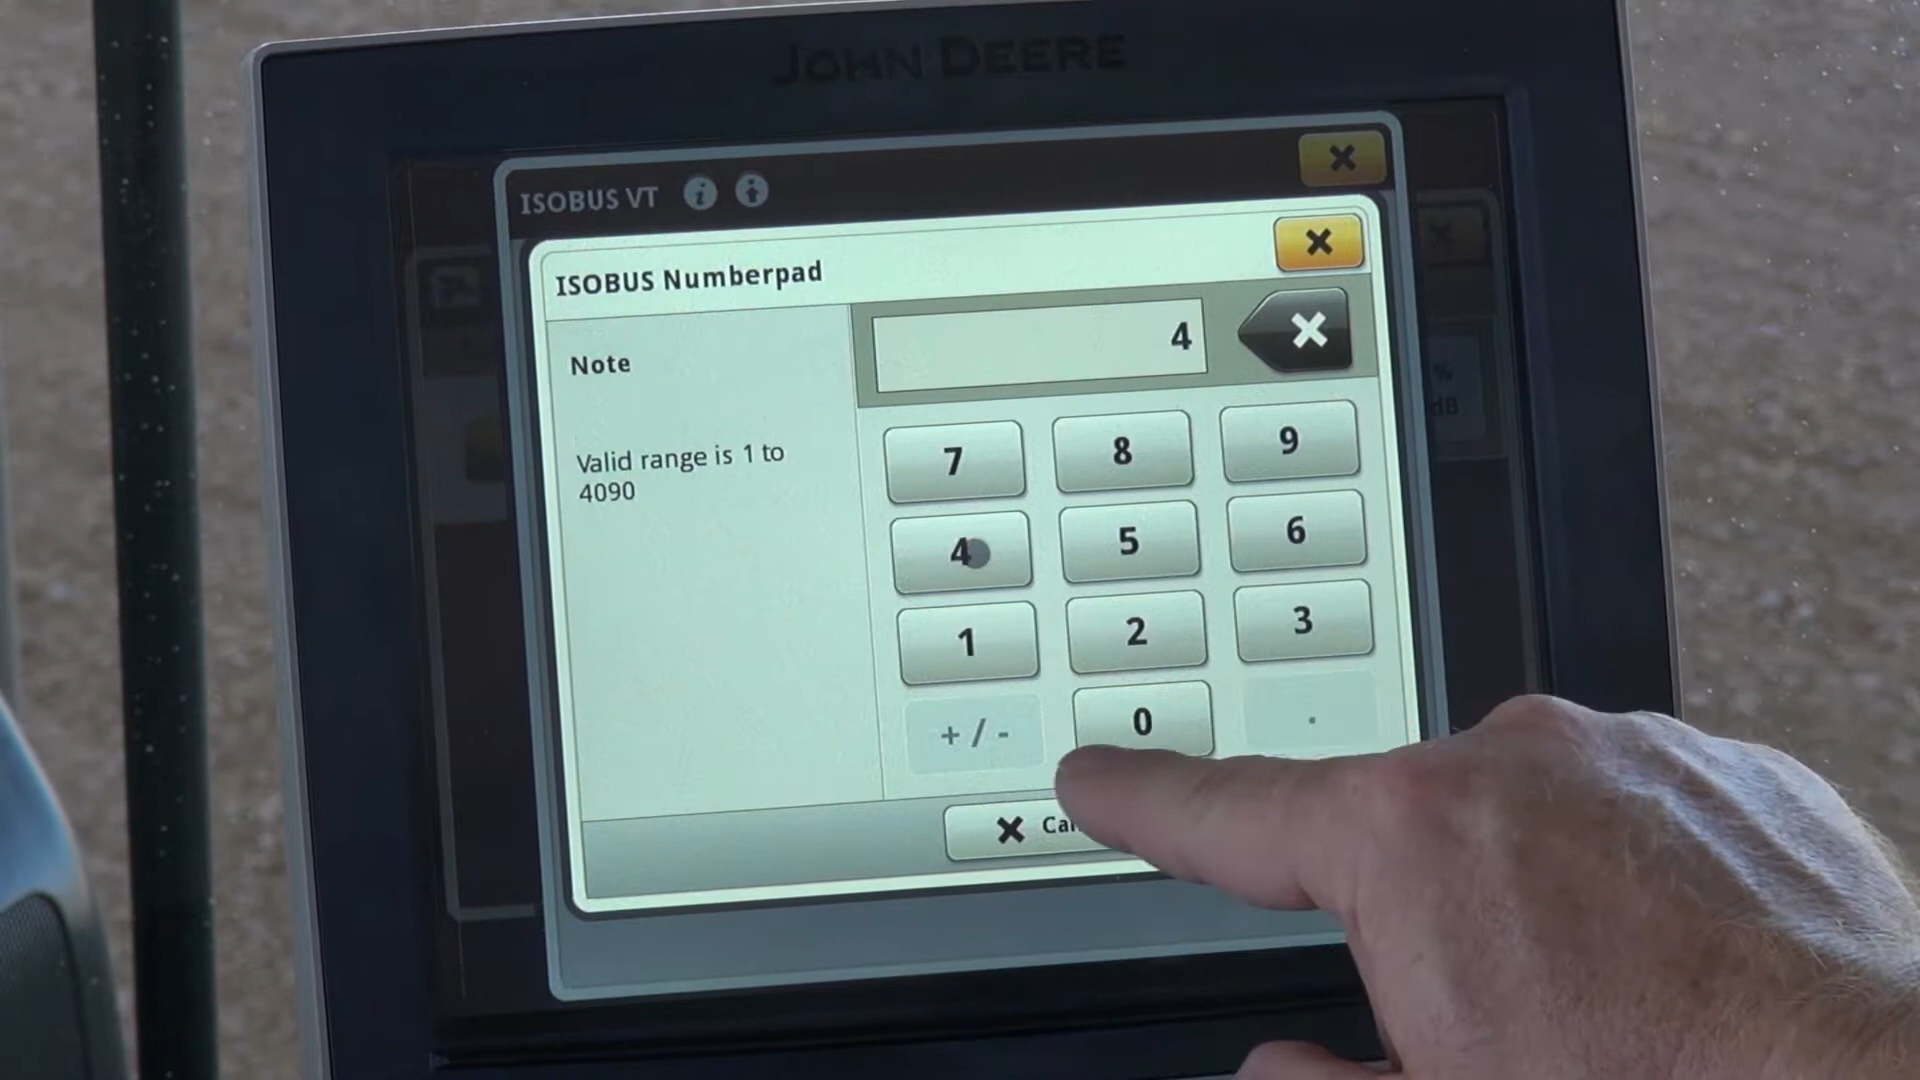 JOHN DEERE
ISOBUS VT
ISOBUS Numberpad
Note
4
Valid range is 1 to
4090
7 8 9
4 5 6
1 2 3
+ / - 0 .
%
dB